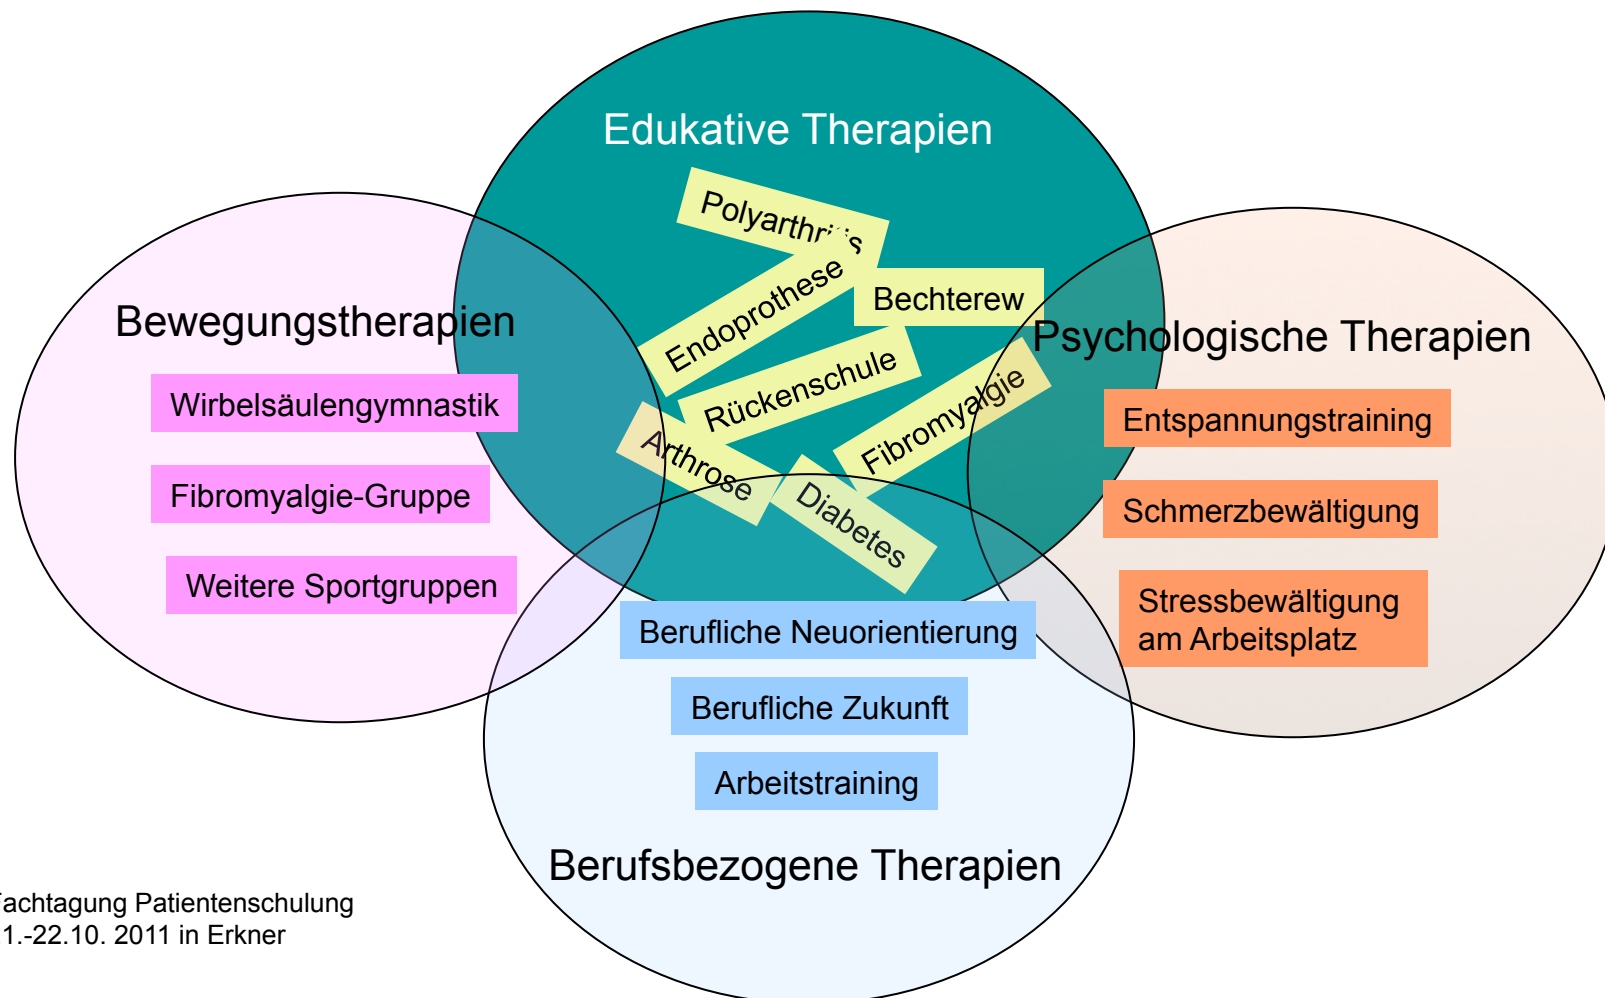 Edukative Therapien
Polyarthritis
Endoprothese
Bechterew
Rückenschule
Fibromyalgie
Arthrose
Diabetes
Bewegungstherapien
Wirbelsäulengymnastik
Fibromyalgie-Gruppe
Weitere Sportgruppen
Psychologische Therapien
Entspannungstraining
Schmerzbewältigung
Stressbewältigung
am Arbeitsplatz
Berufliche Neuorientierung
Berufliche Zukunft
Arbeitstraining
Berufsbezogene Therapien
Fachtagung Patientenschulung
1.-22.10. 2011 in Erkner